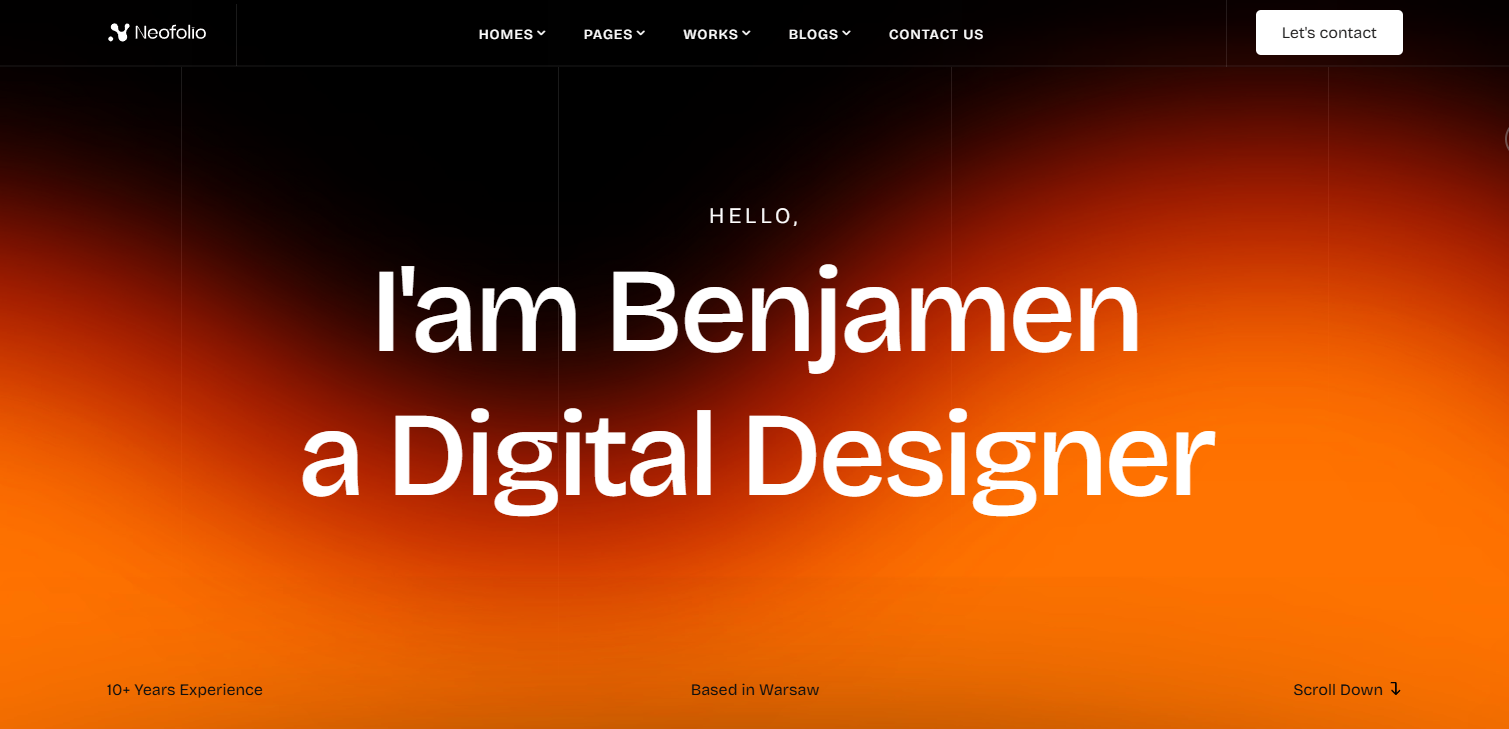 Neofolio
HOMES
PAGES
WORKS
BLOGS
CONTACT US
Let's contact
HELLO,
I'am Benjamen
a Digital Designer
10+ Years Experience
Based in Warsaw
Scroll Down